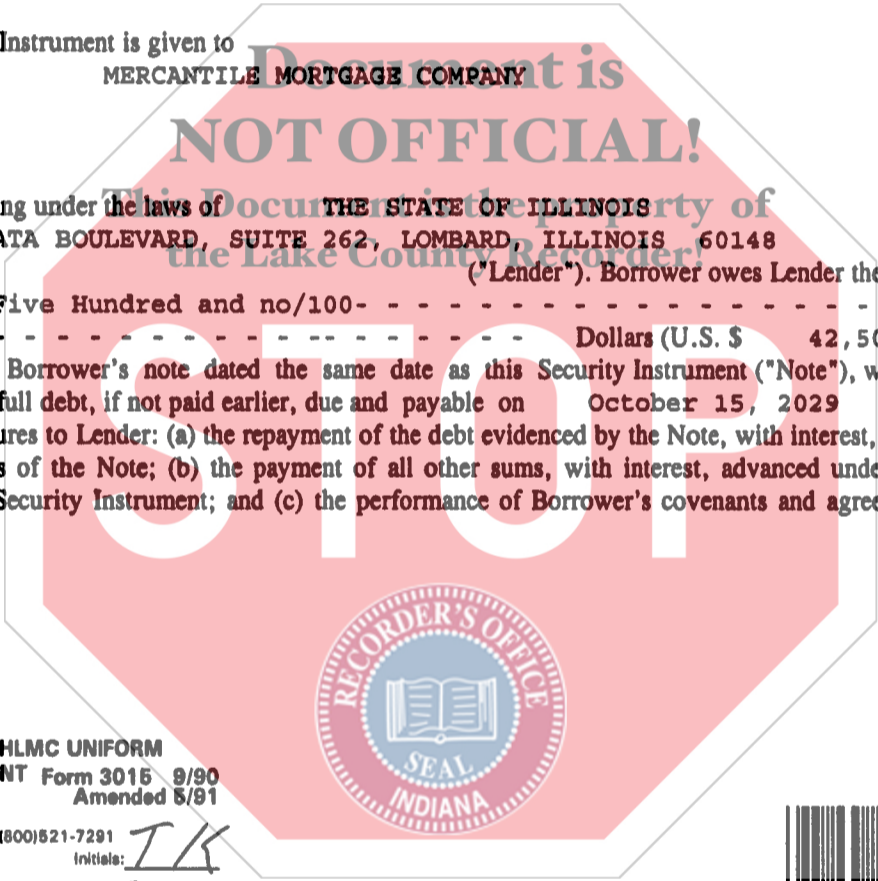 Instrument is given to
MERCANTILE MORTGAGE COMPANY
Document is
NOT OFFICIAL!
This Document is the property of
the Lake County Recorder!
ng under the laws of THE STATE OF ILLINOIS
ATA BOULEVARD, SUITE 262, LOMBARD, ILLINOIS 60148
("Lender"). Borrower owes Lender the
Five Hundred and no/100- - - - - - - - - - - - - - - - - -
- - - - - - - - - - - - - - - - - Dollars (U.S. $ 42,50
Borrower's note dated the same date as this Security Instrument ("Note"), w
full debt, if not paid earlier, due and payable on October 15, 2029
ures to Lender: (a) the repayment of the debt evidenced by the Note, with interest,
s of the Note; (b) the payment of all other sums, with interest, advanced unde
Security Instrument; and (c) the performance of Borrower's covenants and agree
STOP
RECORDER'S OFFICE
SEAL
INDIANA
HLMC UNIFORM
NT Form 3015 9/90
Amended 5/91
(800)521-7291
Initials: TK